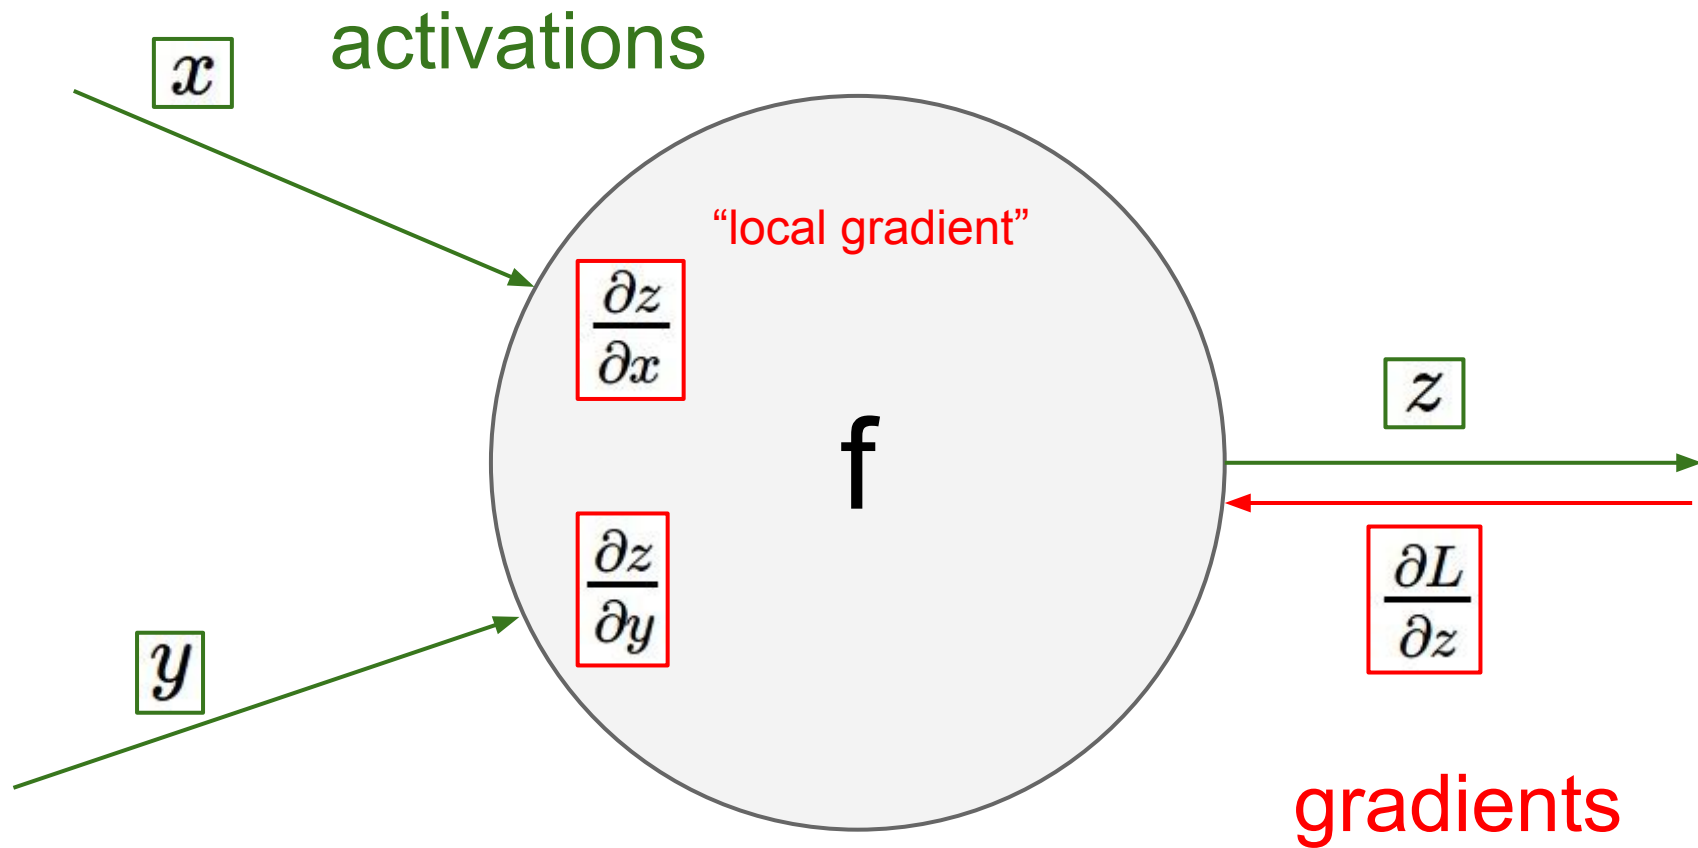 activations
x
“local gradient”
∂z
∂x
f
z
∂z
∂y
∂L
∂z
y
gradients